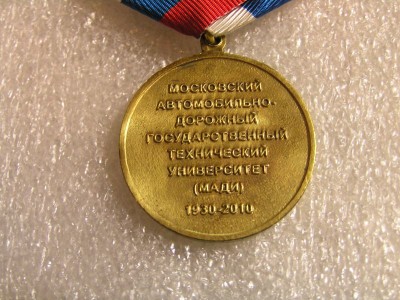 МОСКОВСКИЙ
АВТОМОБИЛЬНО-
ДОРОЖНЫЙ
ГОСУДАРСТВЕННЫЙ
ТЕХНИЧЕСКИЙ
УНИВЕРСИТЕТ
(МАДИ)
1930-2010